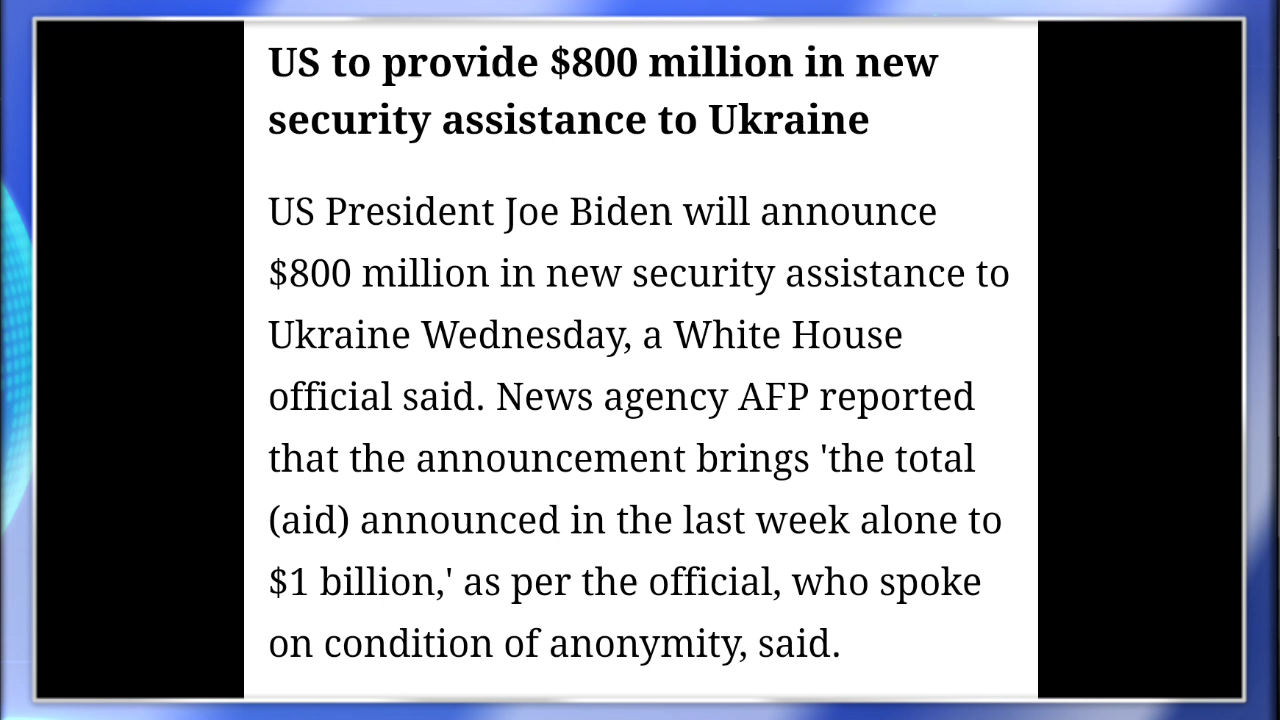 US to provide $800 million in new
security assistance to Ukraine
US President Joe Biden will announce
$800 million in new security assistance to
Ukraine Wednesday, a White House
official said. News agency AFP reported
that the announcement brings 'the total
(aid) announced in the last week alone to
$1 billion,' as per the official, who spoke
on condition of anonymity, said.